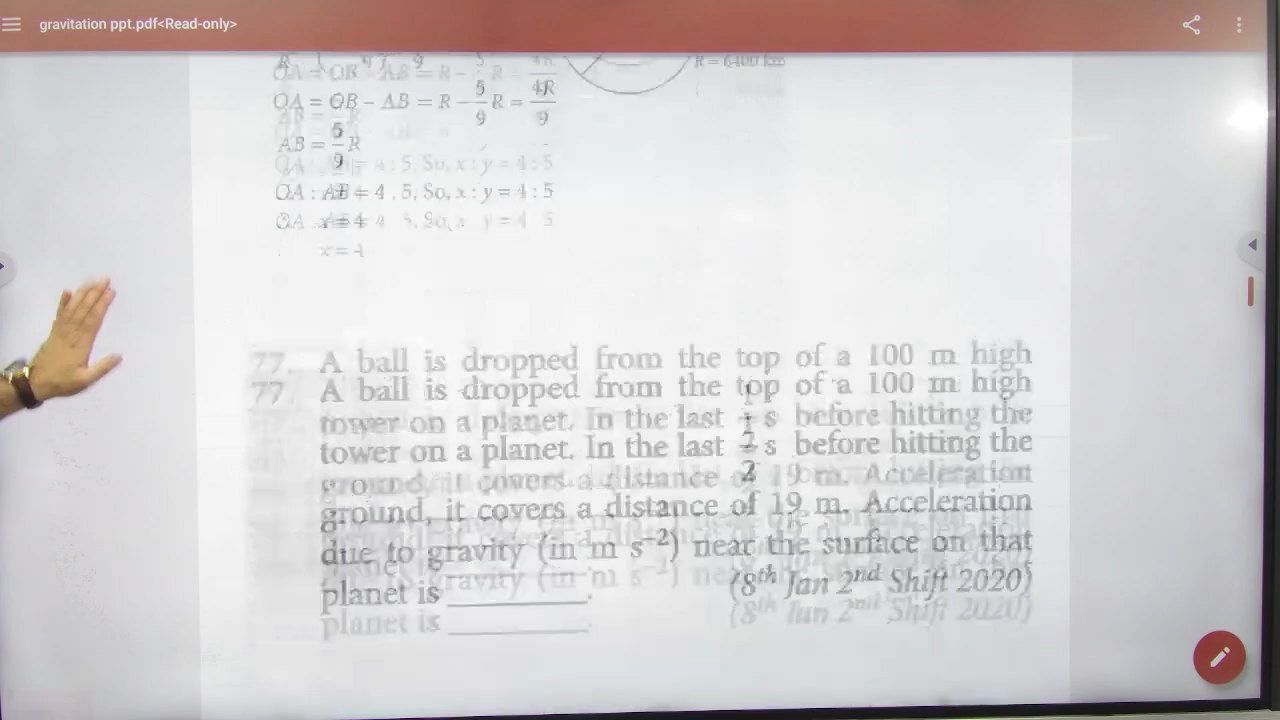 gravitation ppt.pdf<Read-only>
R = 6400 km
OA = OB − AB = R − 5/9 R = 4R/9
AB = 5/9 R
OA : AB = 4 : 5, So, x : y = 4 : 5
x = 4
77. A ball is dropped from the top of a 100 m high
tower on a planet. In the last 1/2 s before hitting the
ground, it covers a distance of 19 m. Acceleration
due to gravity (in m s⁻²) near the surface on that
planet is __________. (8th Jan 2nd Shift 2020)